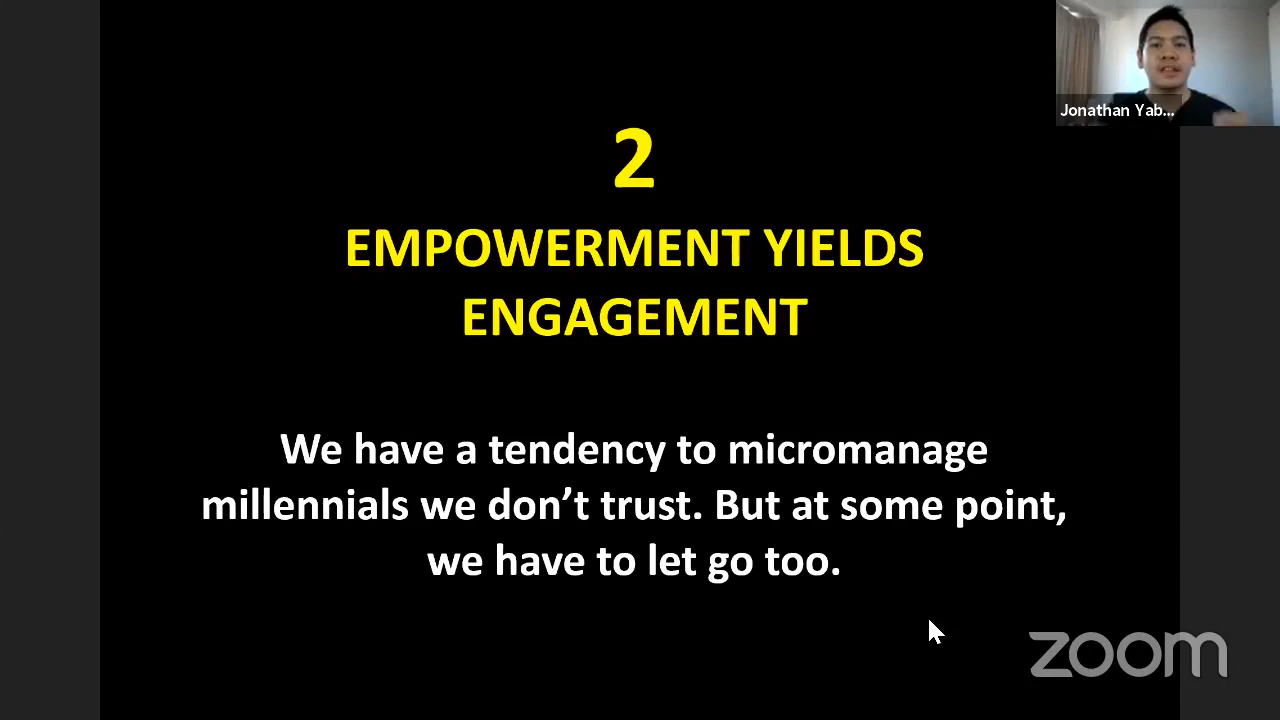 Jonathan Yab...
2
EMPOWERMENT YIELDS
ENGAGEMENT
We have a tendency to micromanage
millennials we don’t trust. But at some point,
we have to let go too.
zoom